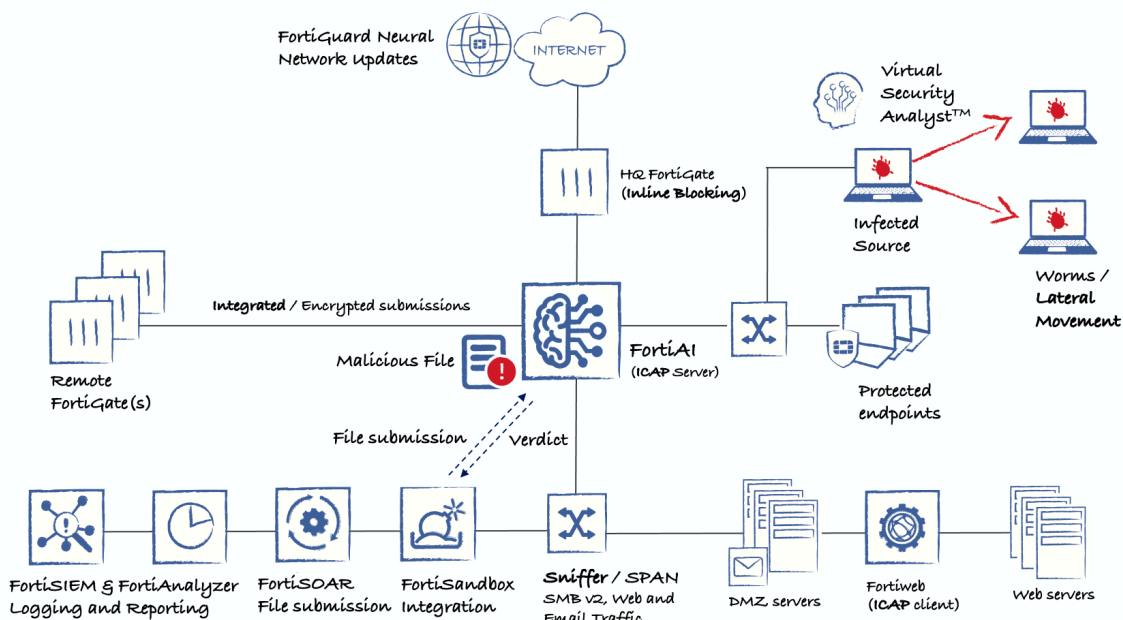 FortiGuard Neural
Network Updates
INTERNET
Virtual
Security
Analyst™
HQ FortiGate
(Inline Blocking)
Infected
Source
Worms /
Lateral
Movement
Integrated / Encrypted submissions
Remote
FortiGate(s)
Malicious File
FortiAI
(ICAP Server)
Protected
endpoints
File submission
Verdict
FortiSIEM & FortiAnalyzer
Logging and Reporting
FortiSOAR
File submission
FortiSandbox
Integration
Sniffer / SPAN
SMB v2, Web and
Email Traffic
DMZ servers
Fortiweb
(ICAP client)
Web servers